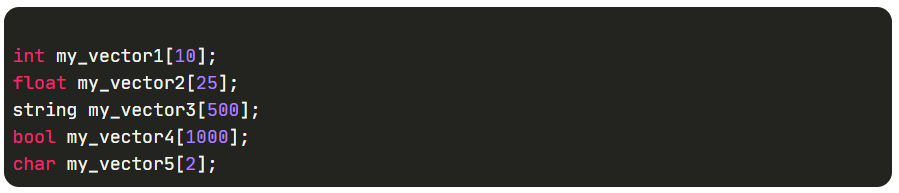 int my_vector1[10];
float my_vector2[25];
string my_vector3[500];
bool my_vector4[1000];
char my_vector5[2];